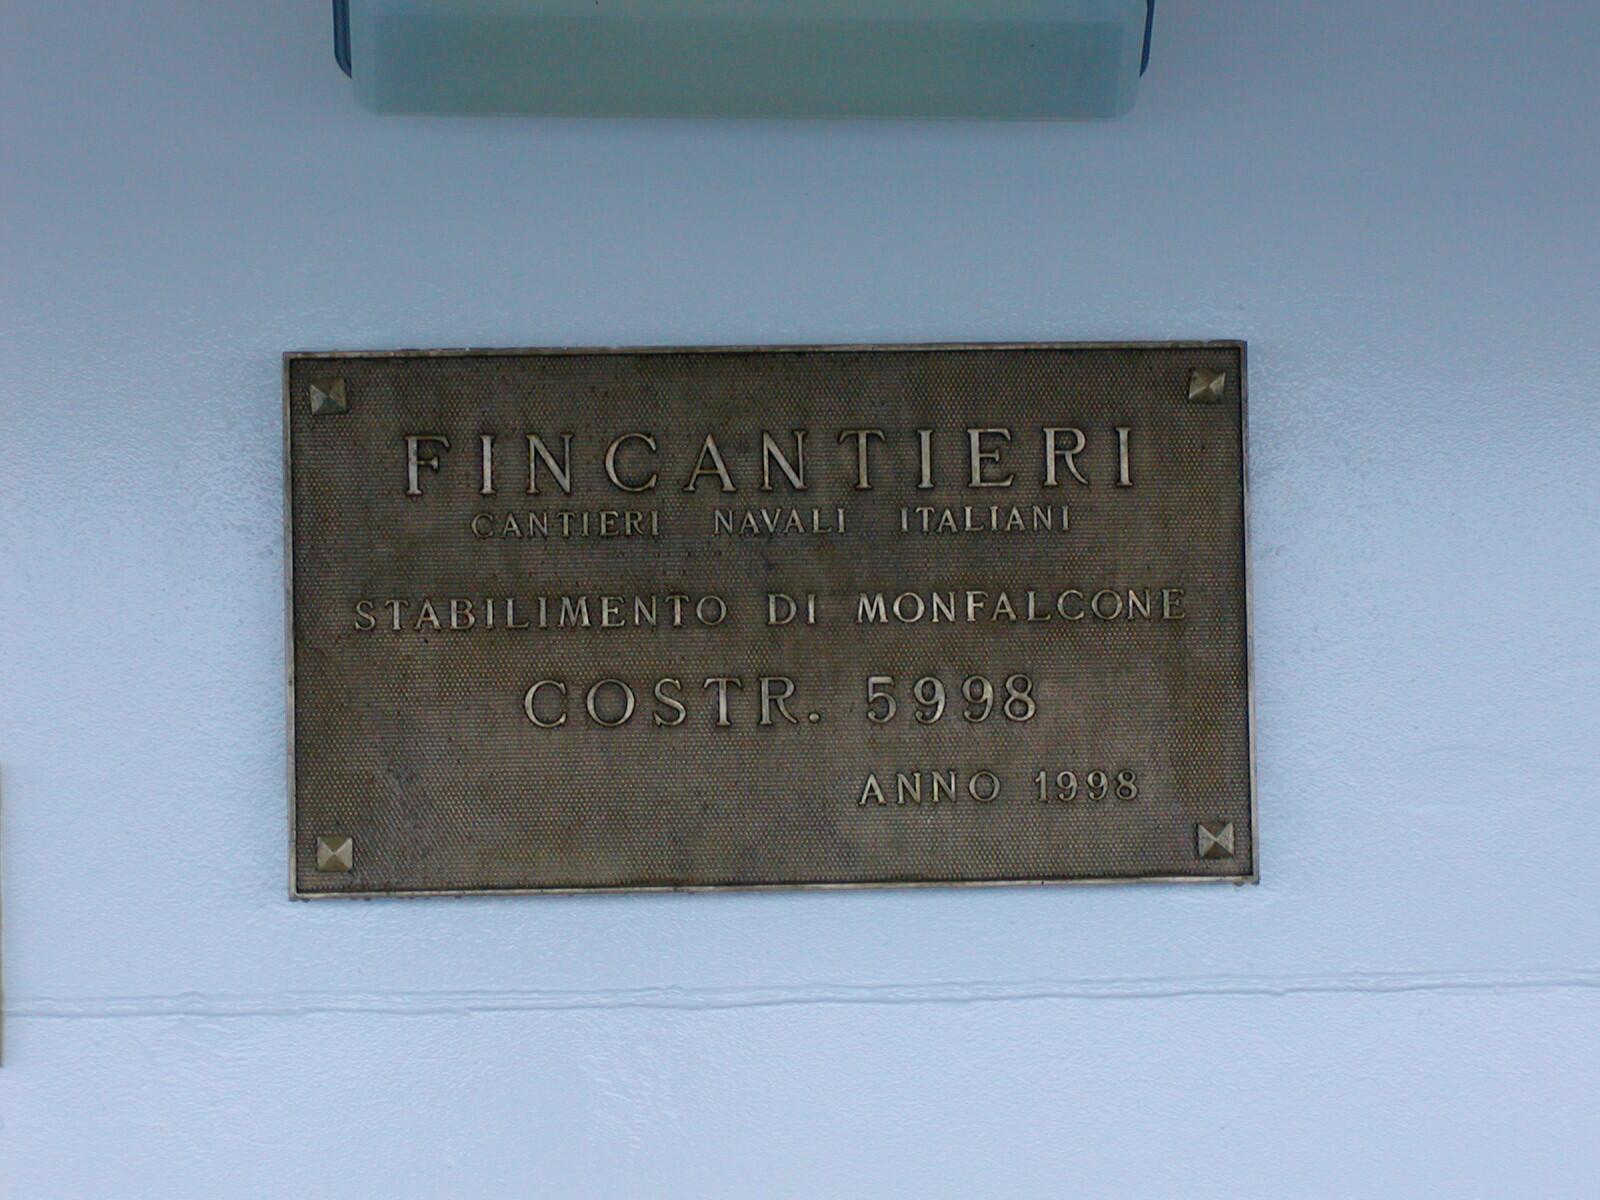 FINCANTIERI
CANTIERI NAVALI ITALIANI
STABILIMENTO DI MONFALCONE
COSTR. 5998
ANNO 1998